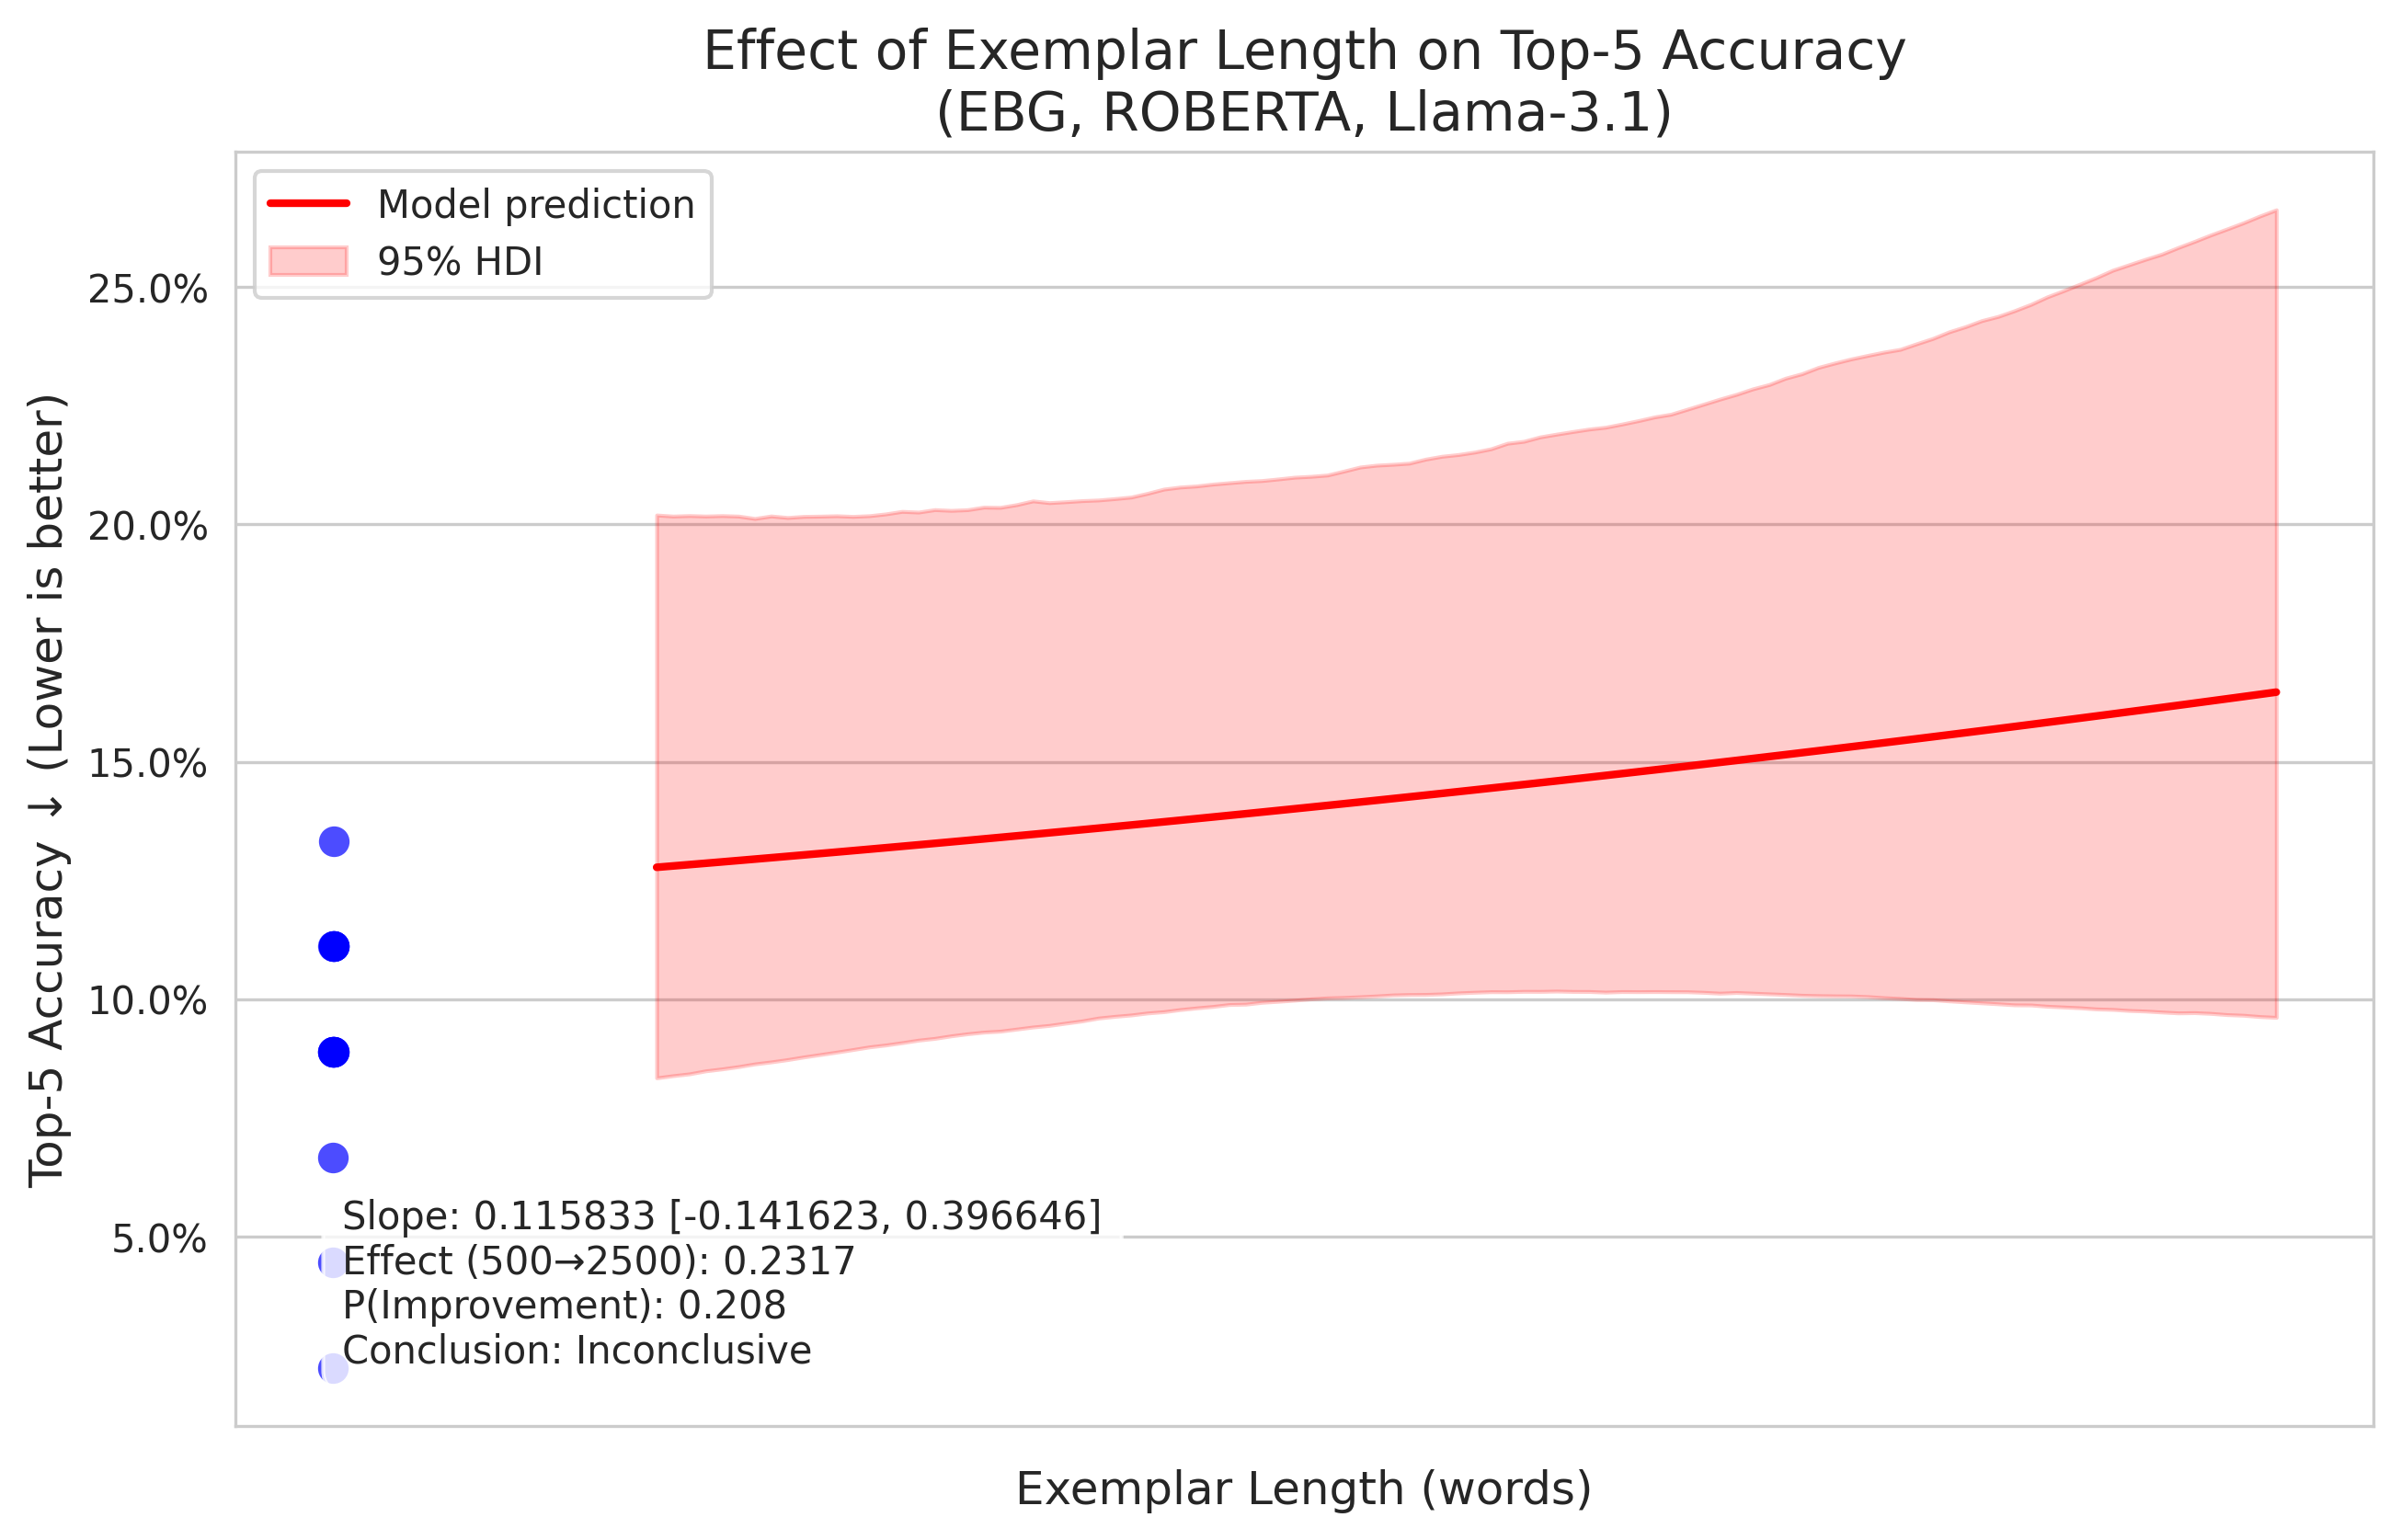 Effect of Exemplar Length on Top-5 Accuracy
(EBG, ROBERTA, Llama-3.1)
Model prediction
95% HDI
Top-5 Accuracy ↓ (Lower is better)
25.0%
20.0%
15.0%
10.0%
5.0%
Slope: 0.115833 [-0.141623, 0.396646]
Effect (500→2500): 0.2317
P(Improvement): 0.208
Conclusion: Inconclusive
Exemplar Length (words)